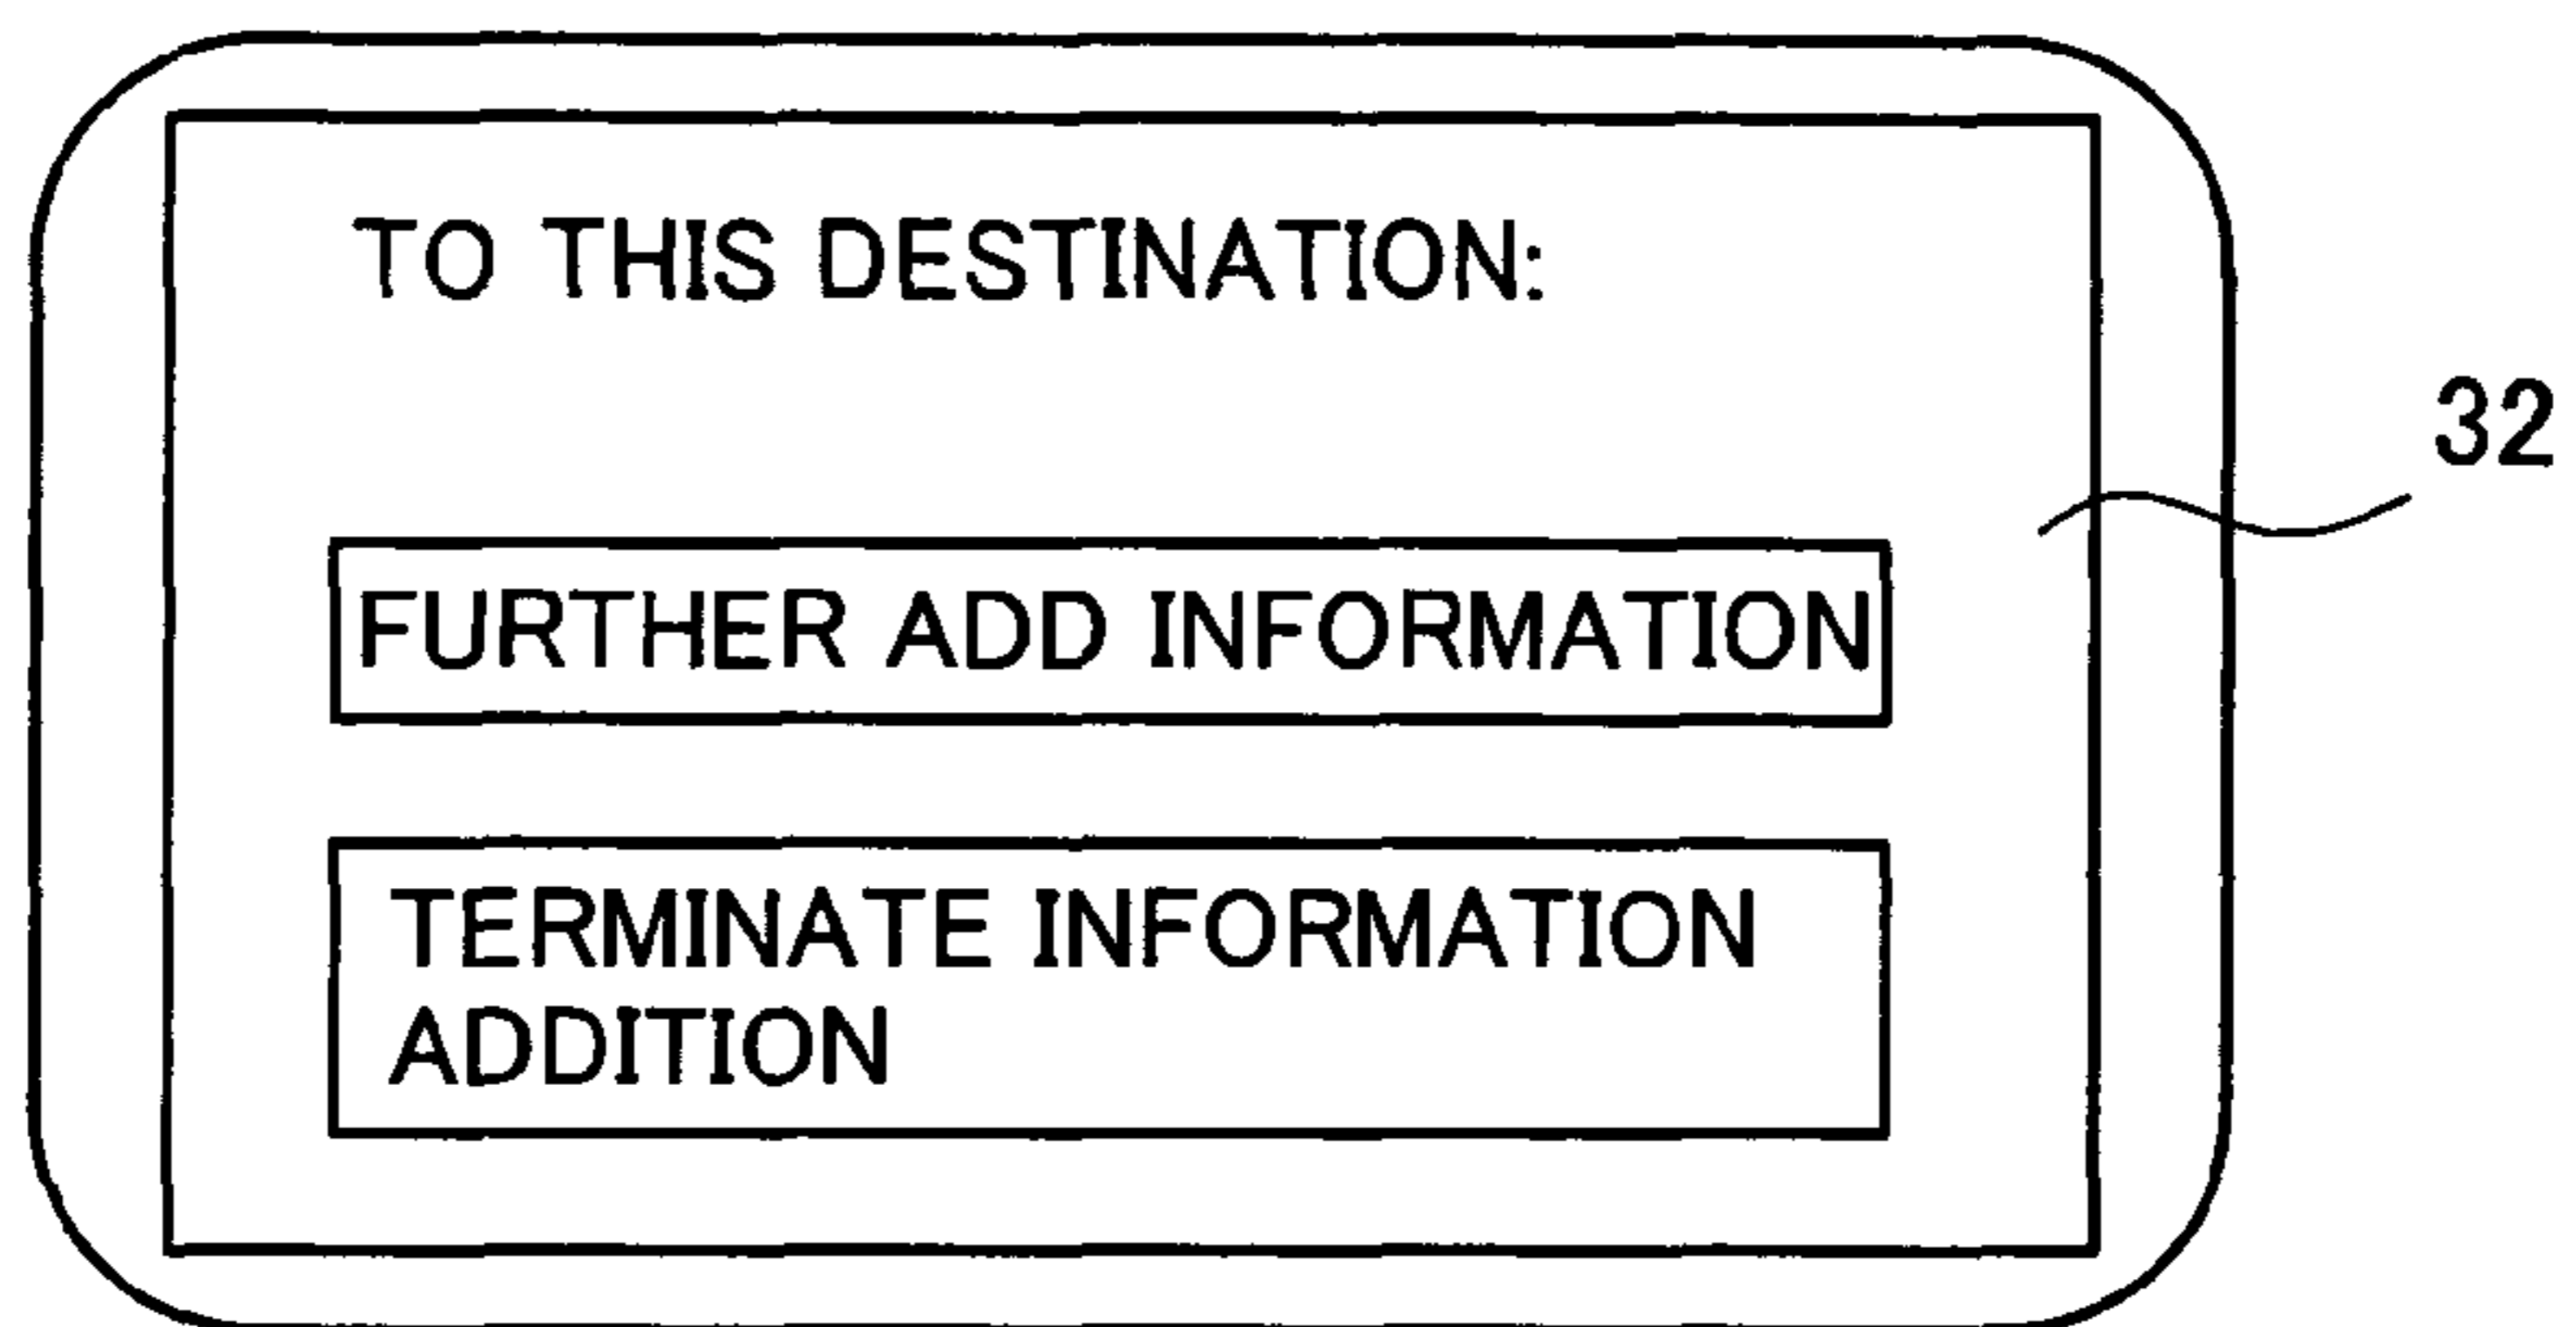 TO THIS DESTINATION:
32
FURTHER ADD INFORMATION
TERMINATE INFORMATION
ADDITION